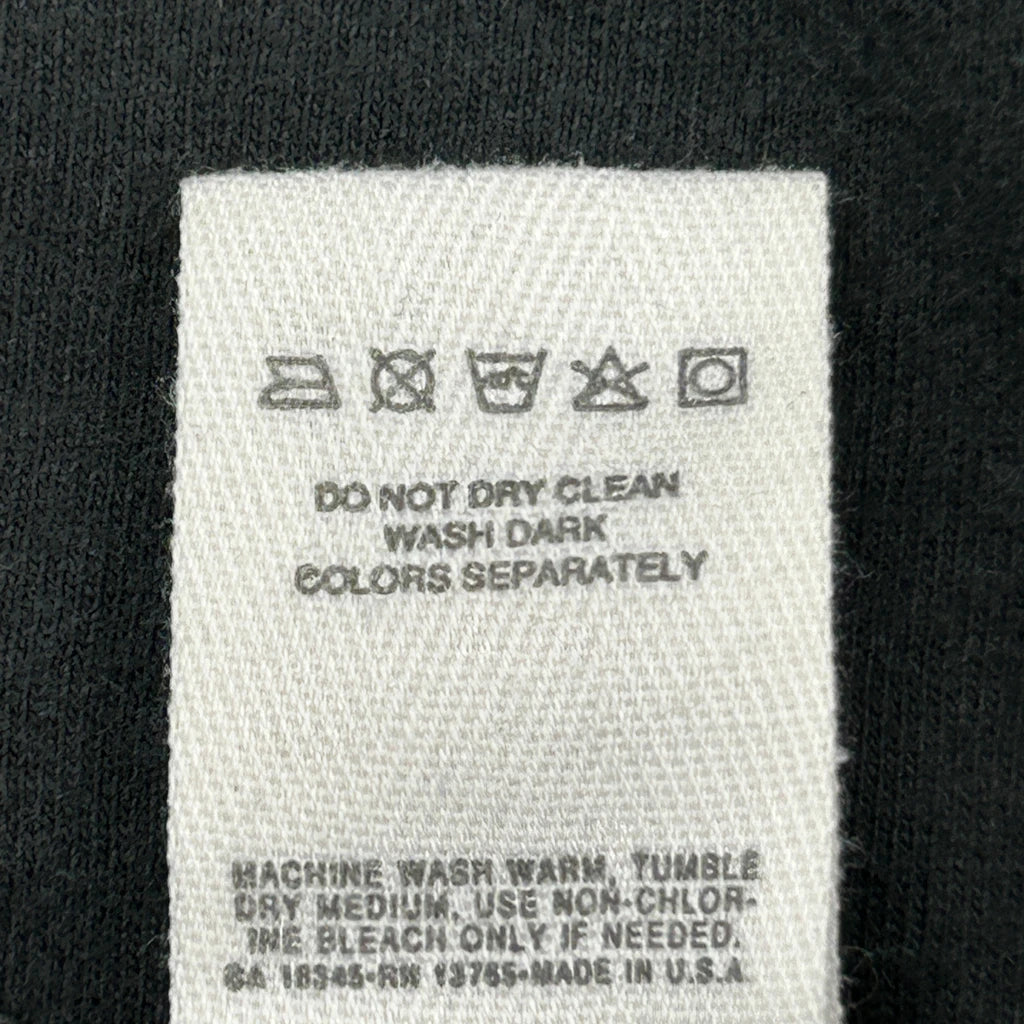 DO NOT DRY CLEAN
WASH DARK
COLORS SEPARATELY
MACHINE WASH WARM, TUMBLE
DRY MEDIUM, USE NON-CHLOR-
INE BLEACH ONLY IF NEEDED.
CA 18345•RN 13765•MADE IN U.S.A.